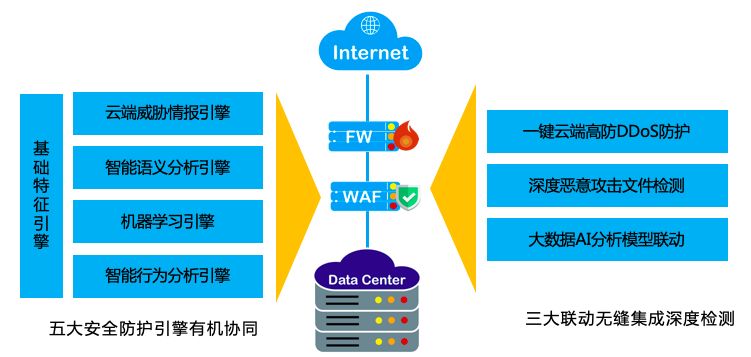 Internet
基础特征引擎
云端威胁情报引擎
智能语义分析引擎
机器学习引擎
智能行为分析引擎
五大安全防护引擎有机协同
FW
WAF
Data Center
一键云端高防DDoS防护
深度恶意攻击文件检测
大数据AI分析模型联动
三大联动无缝集成深度检测